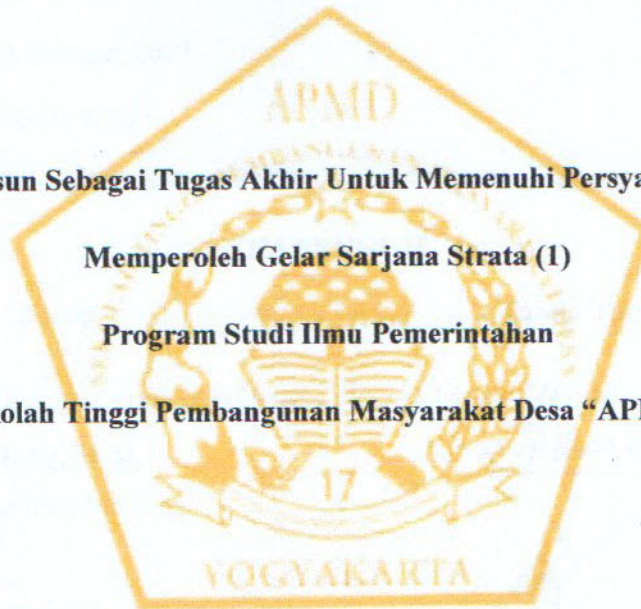 APMD
sun Sebagai Tugas Akhir Untuk Memenuhi Persya
Memperoleh Gelar Sarjana Strata (1)
Program Studi Ilmu Pemerintahan
olah Tinggi Pembangunan Masyarakat Desa “AP
17
YOGYAKARTA